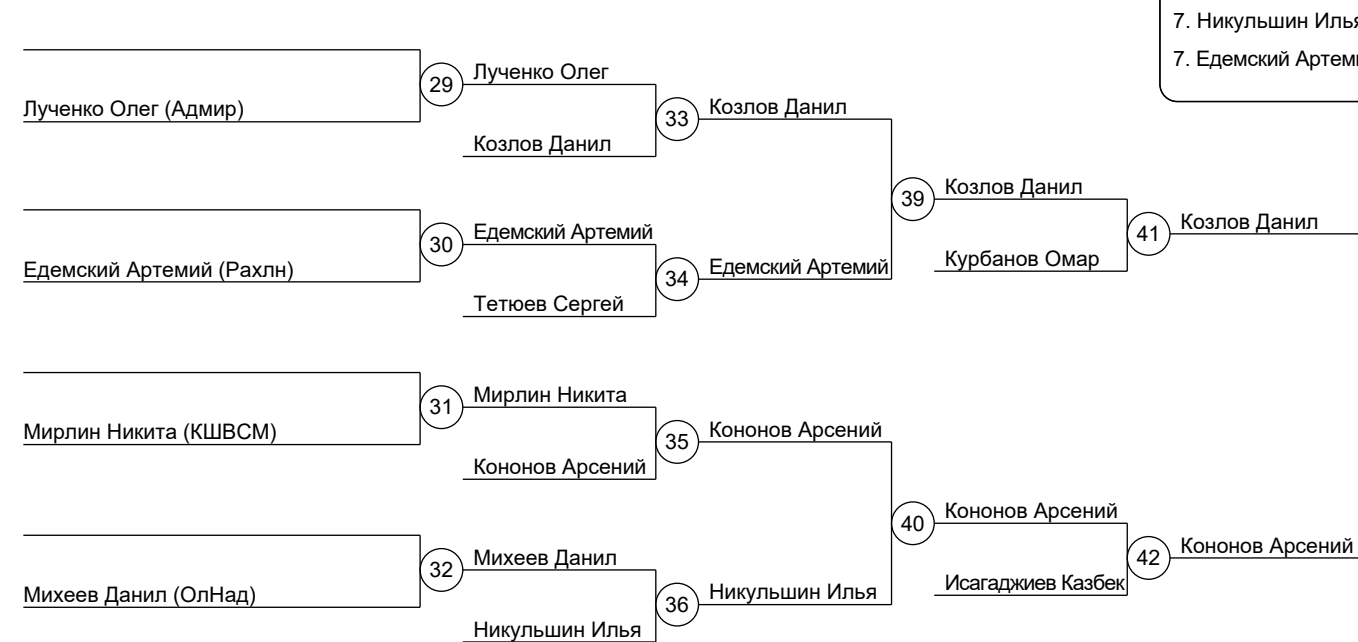 7. Никульшин Илья
7. Едемский Артеми
29
Лученко Олег
Лученко Олег (Адмир)
33
Козлов Данил
Козлов Данил
39
Козлов Данил
30
Едемский Артемий
41
Козлов Данил
Едемский Артемий (Рахлн)
34
Едемский Артемий
Курбанов Омар
Тетюев Сергей
31
Мирлин Никита
Мирлин Никита (КШВСМ)
35
Кононов Арсений
Кононов Арсений
40
Кононов Арсений
32
Михеев Данил
42
Кононов Арсений
Михеев Данил (ОлНад)
36
Никульшин Илья
Исагаджиев Казбек
Никульшин Илья